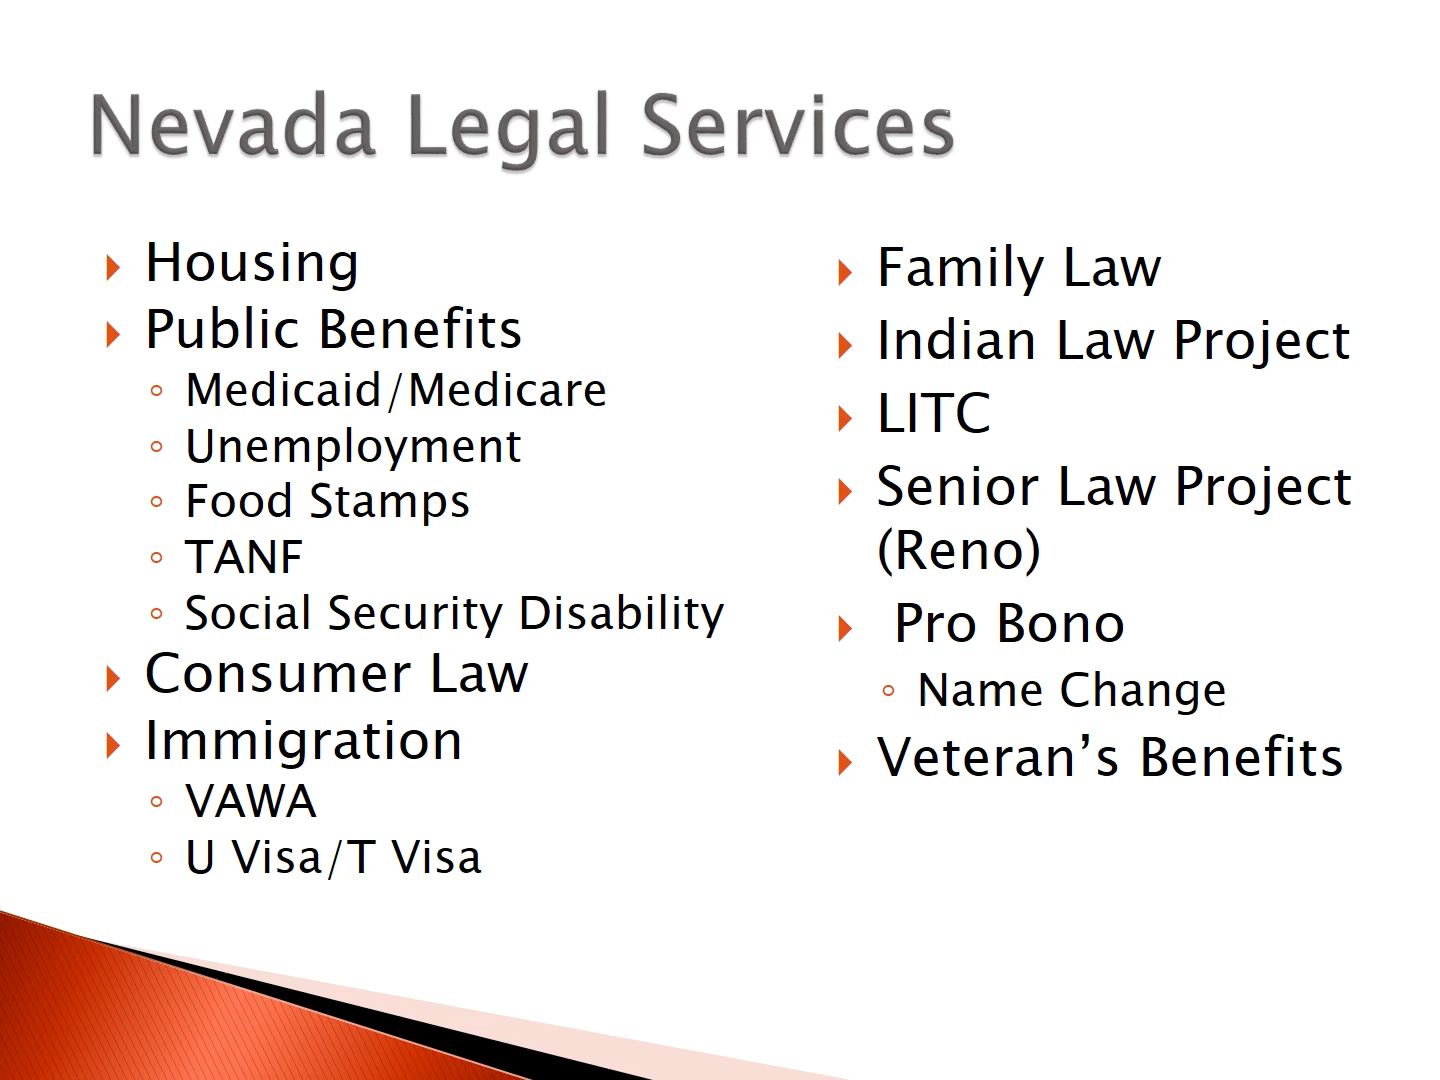 Nevada Legal Services
Housing
Public Benefits
Medicaid/Medicare
Unemployment
Food Stamps
TANF
Social Security Disability
Consumer Law
Immigration
VAWA
U Visa/T Visa
Family Law
Indian Law Project
LITC
Senior Law Project
(Reno)
Pro Bono
Name Change
Veteran’s Benefits